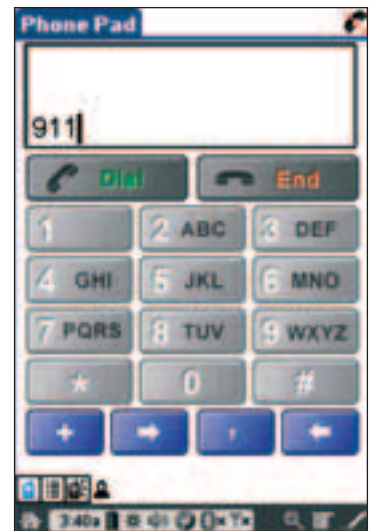 Phone Pad
911
Dial End
1 2 ABC 3 DEF
4 GHI 5 JKL 6 MNO
7 PQRS 8 TUV 9 WXYZ
* 0 #
+ ,
3:40a